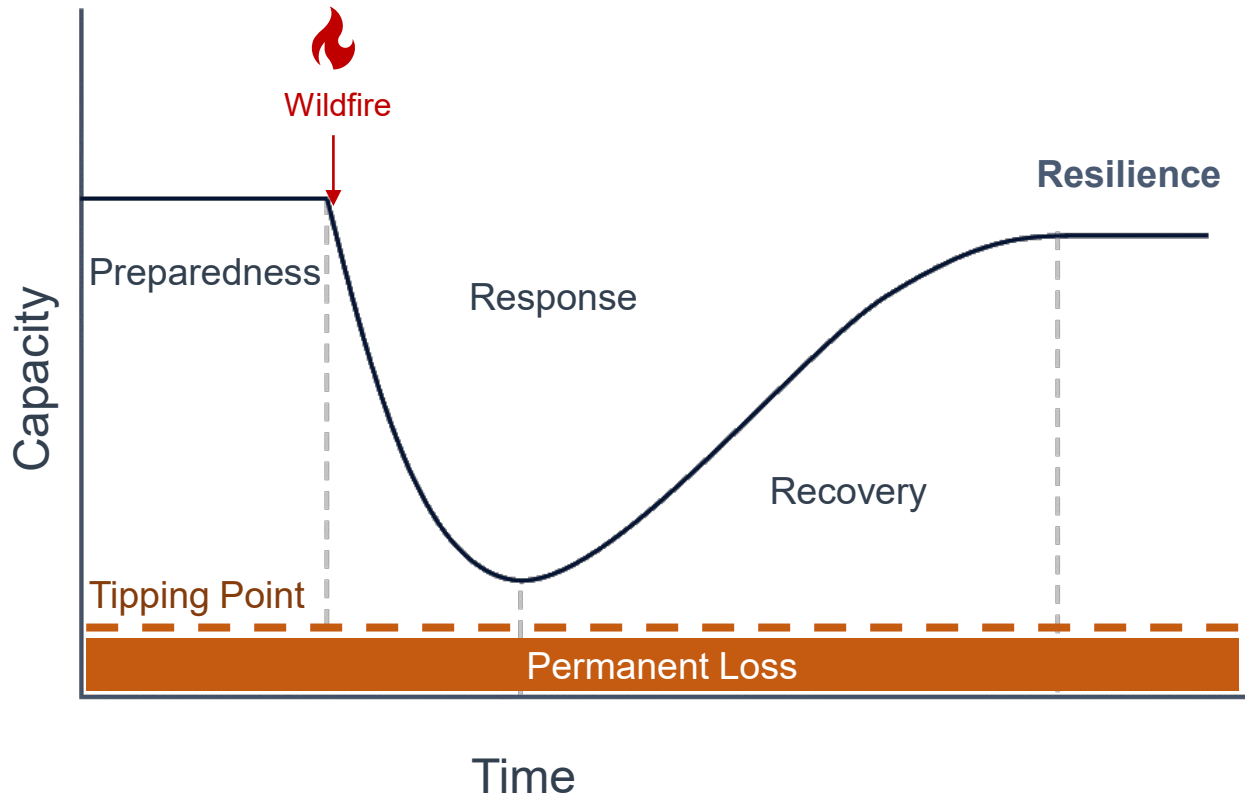 Wildfire
Resilience
Preparedness
Response
Capacity
Recovery
Tipping Point
Permanent Loss
Time